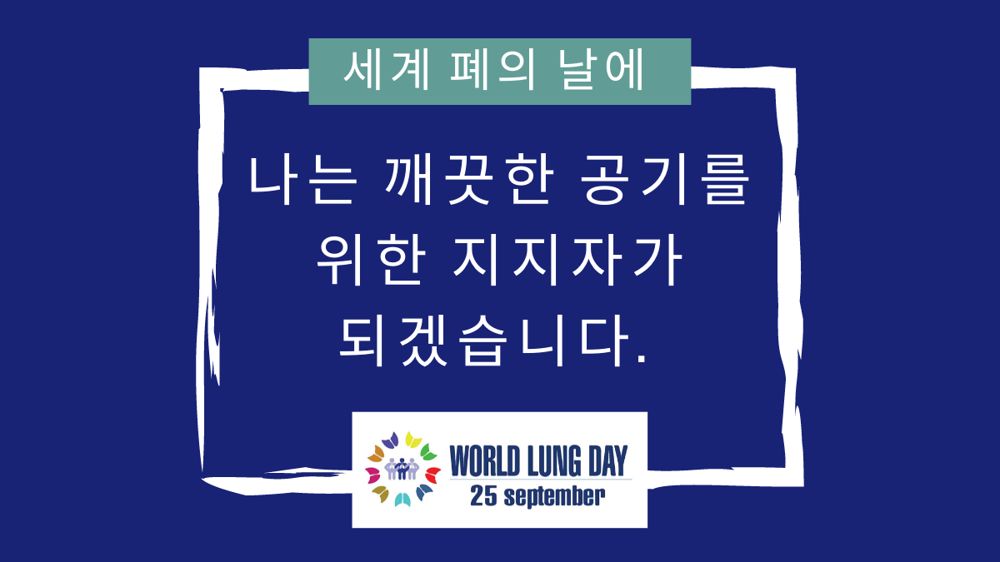 세계 폐의 날에
나는 깨끗한 공기를
위한 지지자가
되겠습니다.
WORLD LUNG DAY
25 september